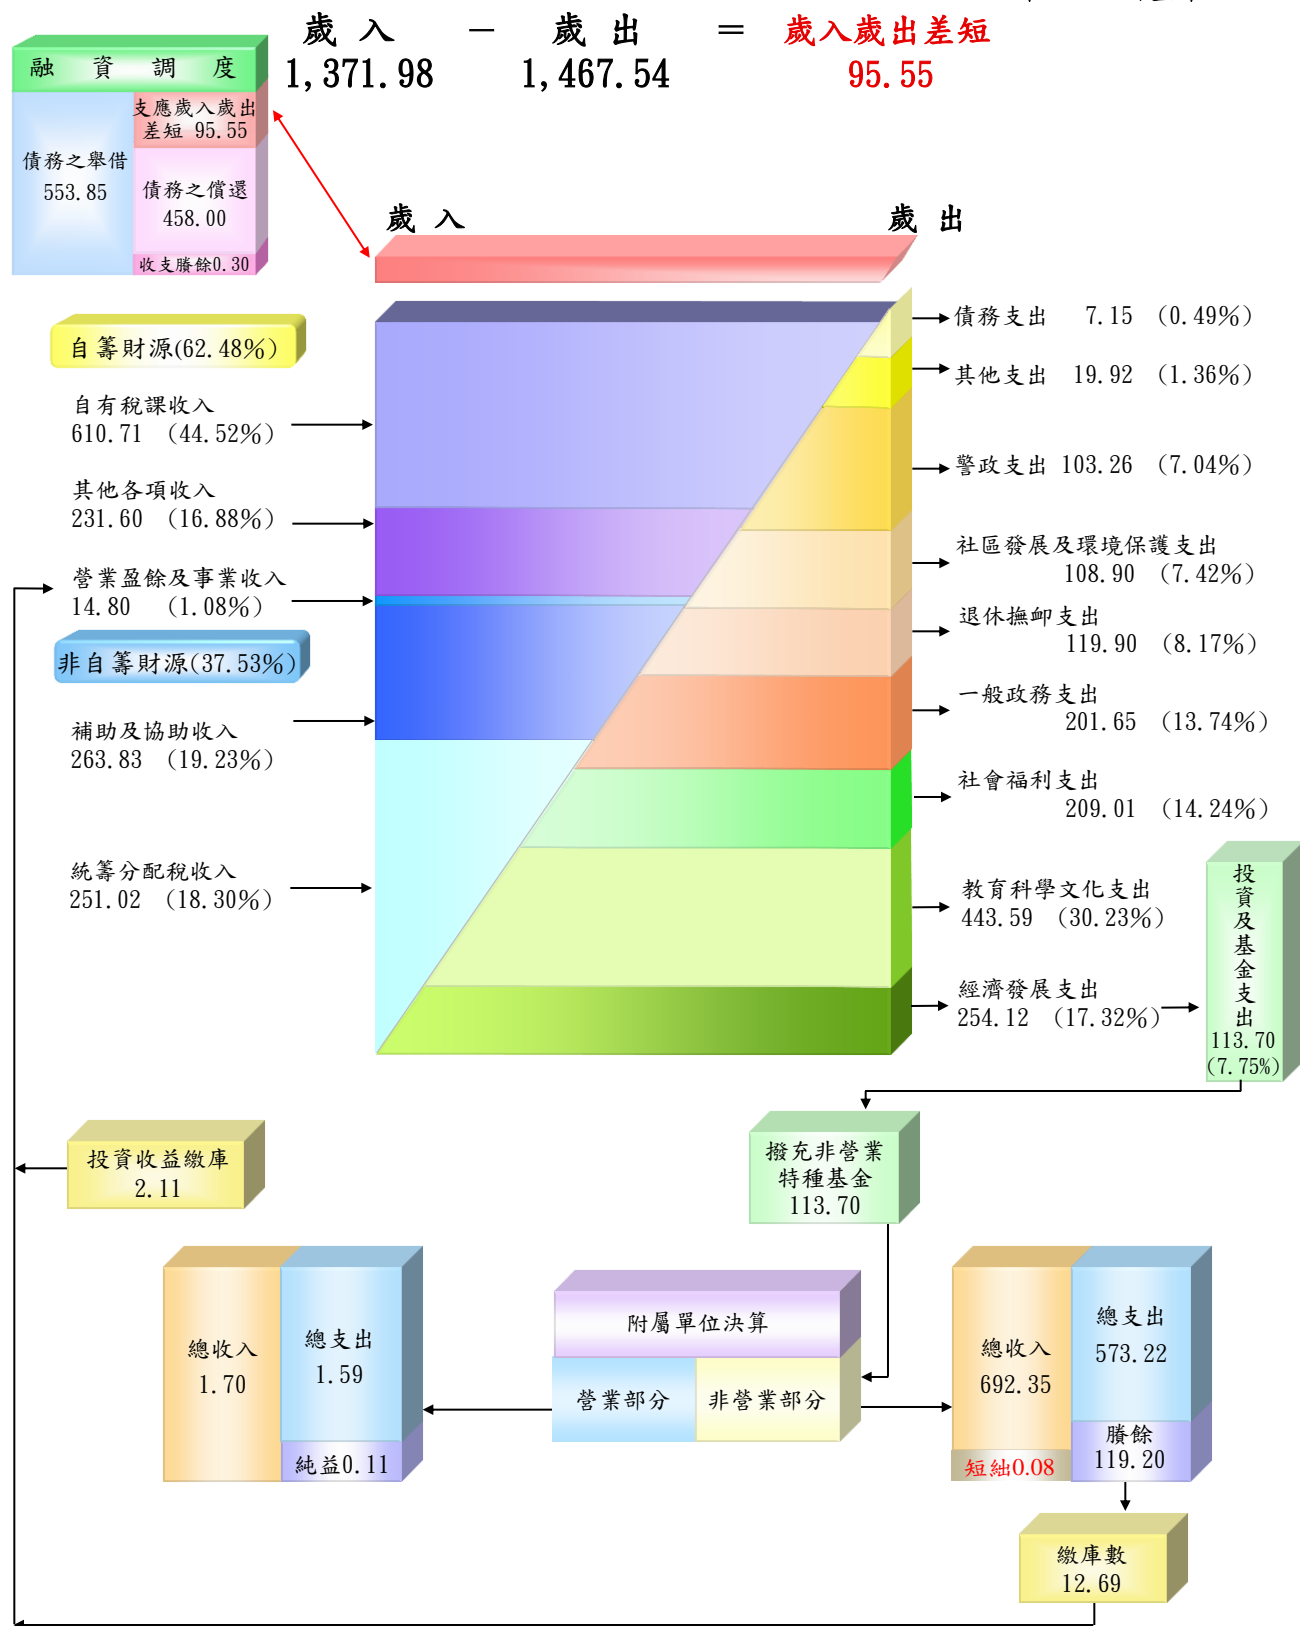 歲 入 － 歲 出 ＝ 歲入歲出差短
1,371.98 1,467.54 95.55
融 資 調 度
支應歲入歲出
差短 95.55
債務之舉借
553.85
債務之償還
458.00
收支賸餘0.30
歲 入
歲 出
自籌財源(62.48%)
自有稅課收入
610.71 (44.52%)
其他各項收入
231.60 (16.88%)
營業盈餘及事業收入
14.80 (1.08%)
非自籌財源(37.53%)
補助及協助收入
263.83 (19.23%)
統籌分配稅收入
251.02 (18.30%)
債務支出 7.15 (0.49%)
其他支出 19.92 (1.36%)
警政支出 103.26 (7.04%)
社區發展及環境保護支出
108.90 (7.42%)
退休撫卹支出
119.90 (8.17%)
一般政務支出
201.65 (13.74%)
社會福利支出
209.01 (14.24%)
教育科學文化支出
443.59 (30.23%)
經濟發展支出
254.12 (17.32%)
投資及基金支出
113.70
(7.75%)
撥充非營業
特種基金
113.70
投資收益繳庫
2.11
總收入
1.70
總支出
1.59
純益0.11
附屬單位決算
營業部分
非營業部分
總收入
692.35
短絀0.08
總支出
573.22
賸餘
119.20
繳庫數
12.69